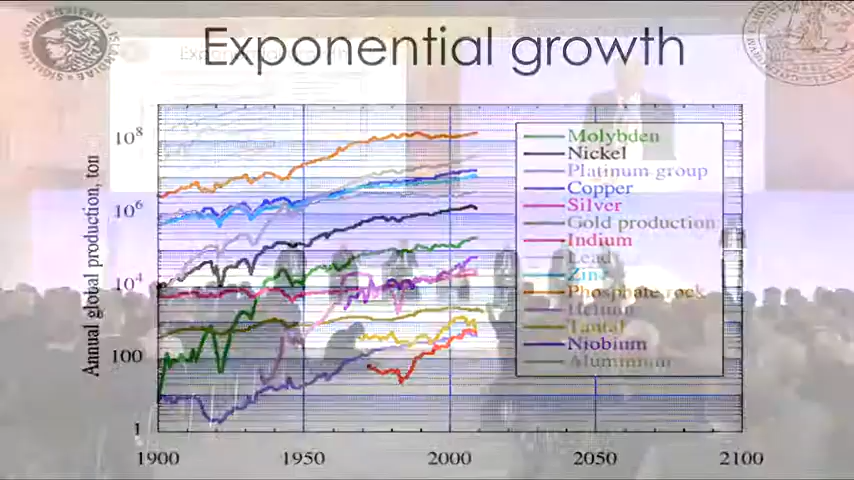 Exponential growth
Annual global production, ton
10⁸
10⁶
10⁴
100
1
1900
1950
2000
2050
2100
Molybden
Nickel
Platinum group
Copper
Silver
Gold production
Indium
Lead
Zinc
Phosphate rock
Helium
Tantal
Niobium
Aluminium